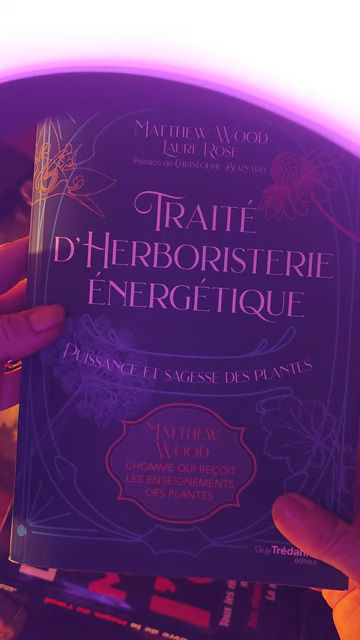 MATTHEW WOOD
LAURE ROSE
Préface de CHRISTOPHE BERNARD
TRAITÉ
D'HERBORISTERIE
ÉNERGÉTIQUE
PUISSANCE ET SAGESSE DES PLANTES
MATTHEW
WOOD
L'HOMME QUI REÇOIT
LES ENSEIGNEMENTS
DES PLANTES
Guy Trédan
éditeur